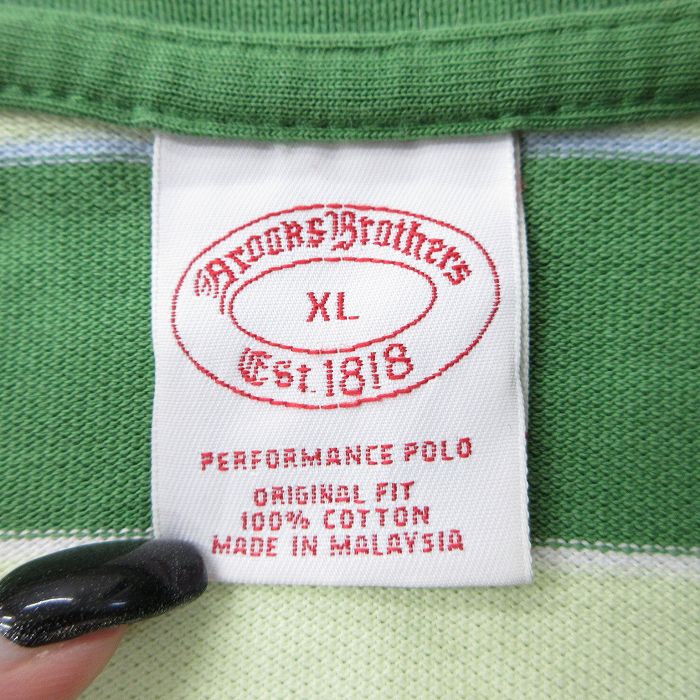 Brooks Brothers
XL
Est. 1818
PERFORMANCE POLO
ORIGINAL FIT
100% COTTON
MADE IN MALAYSIA